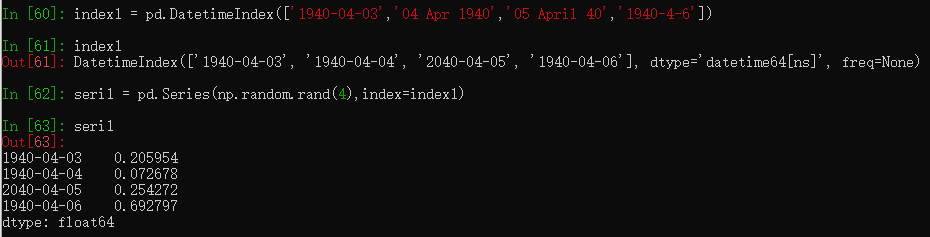 In [60]: index1 = pd.DatetimeIndex(['1940-04-03','04 Apr 1940','05 April 40','1940-4-6'])
In [61]: index1
Out[61]: DatetimeIndex(['1940-04-03', '1940-04-04', '2040-04-05', '1940-04-06'], dtype='datetime64[ns]', freq=None)
In [62]: seri1 = pd.Series(np.random.rand(4),index=index1)
In [63]: seri1
Out[63]:
1940-04-03    0.205954
1940-04-04    0.072678
2040-04-05    0.254272
1940-04-06    0.692797
dtype: float64